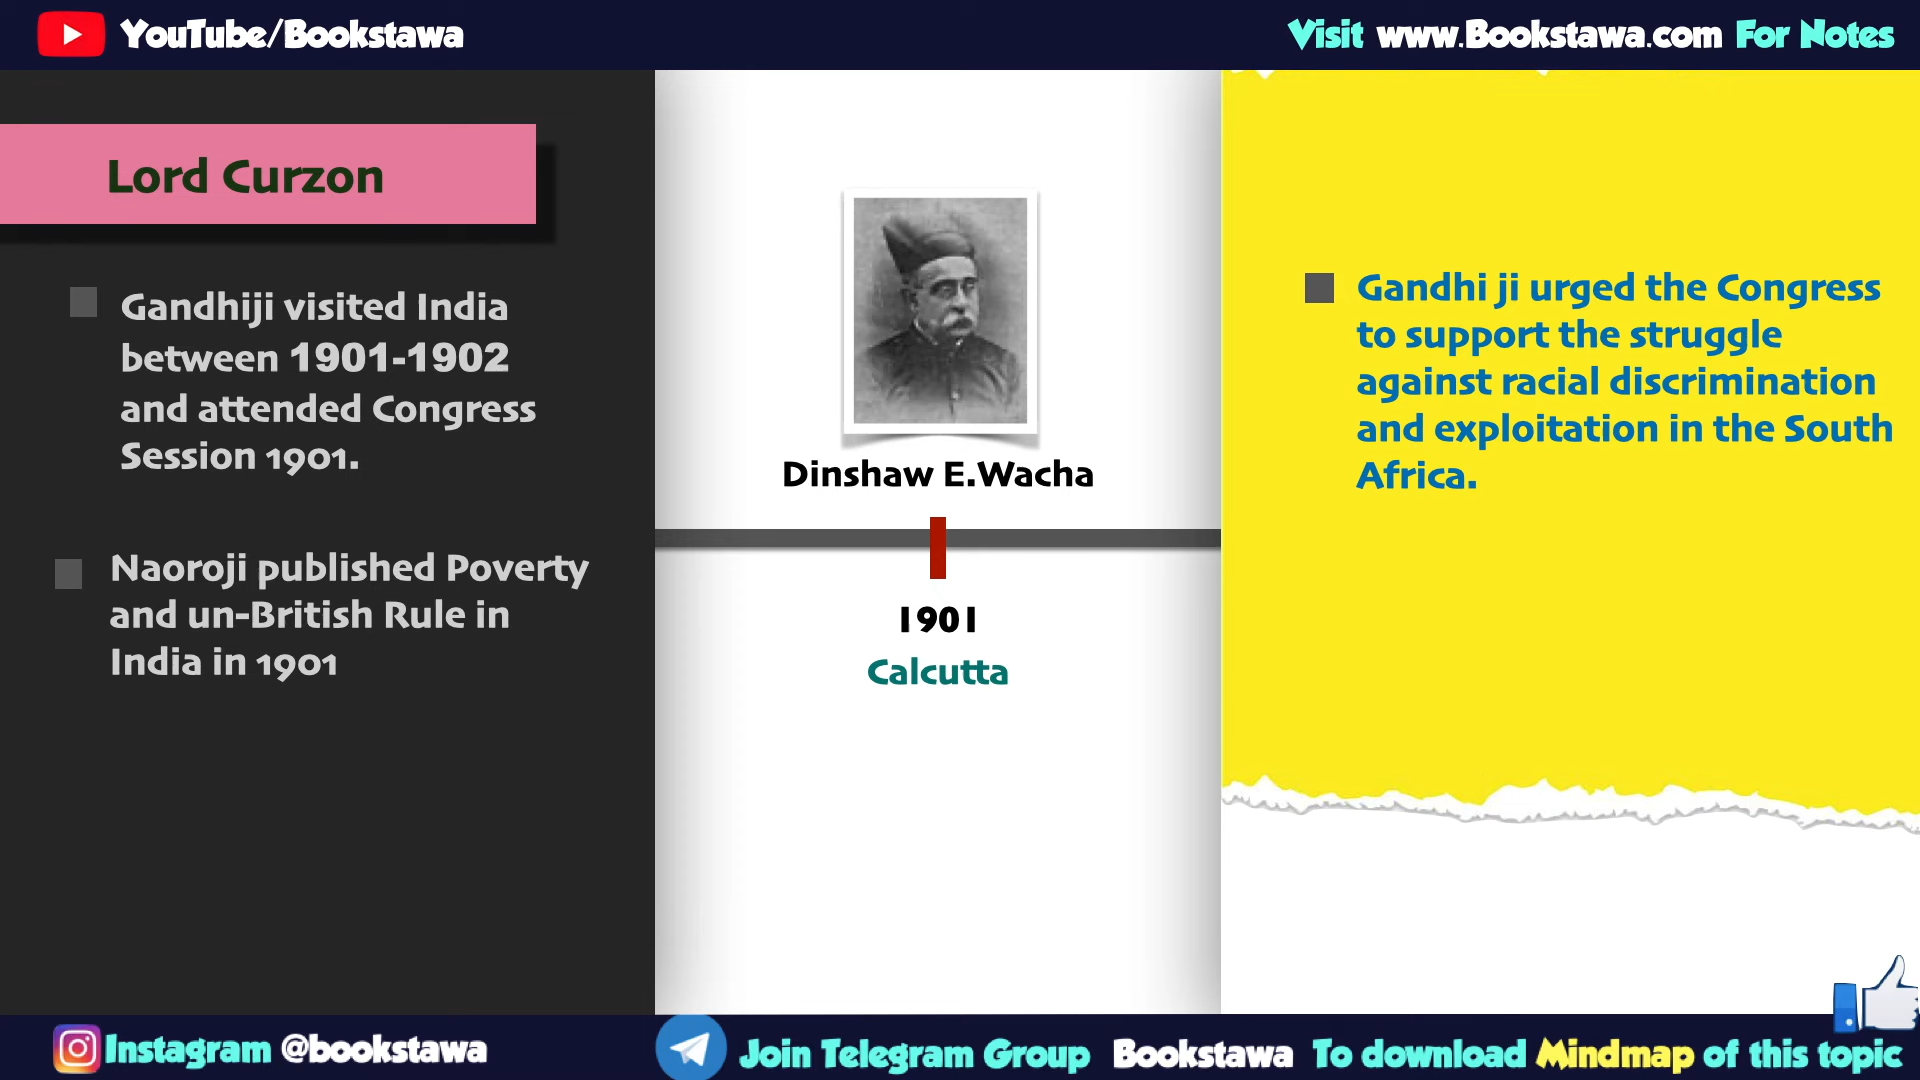 YouTube/Bookstawa
Visit www.Bookstawa.com For Notes
Lord Curzon
Gandhiji visited India
between 1901-1902
and attended Congress
Session 1901.
Naoroji published Poverty
and un-British Rule in
India in 1901
Dinshaw E.Wacha
1901
Calcutta
Gandhi ji urged the Congress
to support the struggle
against racial discrimination
and exploitation in the South
Africa.
Instagram @bookstawa
Join Telegram Group Bookstawa To download Mindmap of this topic